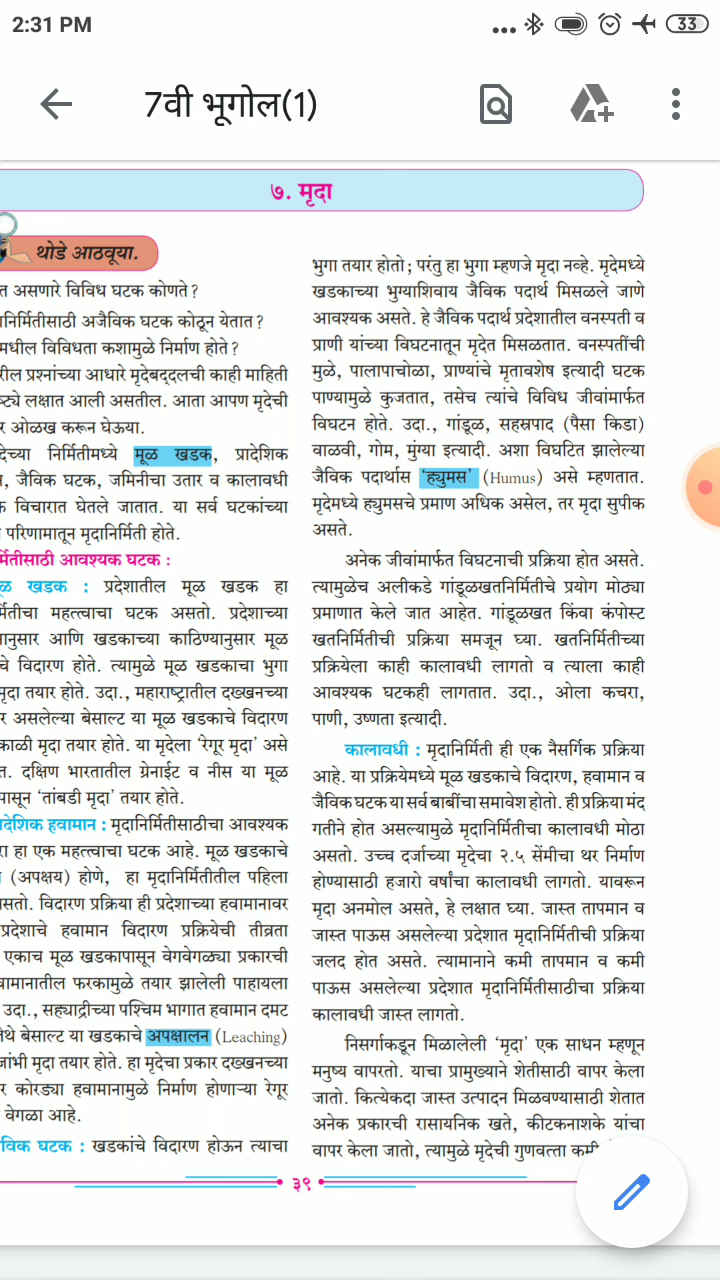 2:31 PM
33
7वी भूगोल(1)
७. मृदा
थोडे आठवूया.
त असणारे विविध घटक कोणते ?
निर्मितीसाठी अजैविक घटक कोठून येतात ?
मधील विविधता कशामुळे निर्माण होते ?
रील प्रश्नांच्या आधारे मृदेबद्दलची काही माहिती
ष्ट्ये लक्षात आली असतील. आता आपण मृदेची
र ओळख करून घेऊया.
देच्या निर्मितीमध्ये मूळ खडक, प्रादेशिक
, जैविक घटक, जमिनीचा उतार व कालावधी
क विचारात घेतले जातात. या सर्व घटकांच्या
परिणामातून मृदानिर्मिती होते.
र्मितीसाठी आवश्यक घटक :
ळ खडक : प्रदेशातील मूळ खडक हा
र्मितीचा महत्त्वाचा घटक असतो. प्रदेशाच्या
ानुसार आणि खडकाच्या काठिण्यानुसार मूळ
चे विदारण होते. त्यामुळे मूळ खडकाचा भुगा
मृदा तयार होते. उदा., महाराष्ट्रातील दख्खनच्या
र असलेल्या बेसाल्ट या मूळ खडकाचे विदारण
काळी मृदा तयार होते. या मृदेला 'रेगूर मृदा' असे
त. दक्षिण भारतातील ग्रेनाईट व नीस या मूळ
पासून 'तांबडी मृदा' तयार होते.
ादेशिक हवामान : मृदानिर्मितीसाठीचा आवश्यक
रा हा एक महत्वाचा घटक आहे. मूळ खडकाचे
(अपक्षय) होणे, हा मृदानिर्मितीतील पहिला
सतो. विदारण प्रक्रिया ही प्रदेशाच्या हवामानावर
प्रदेशाचे हवामान विदारण प्रक्रियेची तीव्रता
एकाच मूळ खडकापासून वेगवेगळ्या प्रकारची
वामानातील फरकामुळे तयार झालेली पाहायला
उदा., सह्याद्रीच्या पश्चिम भागात हवामान दमट
तेथे बेसाल्ट या खडकाचे अपक्षालन (Leaching)
जांभी मृदा तयार होते. हा मृदेचा प्रकार दख्खनच्या
र कोरड्या हवामानामुळे निर्माण होणाऱ्या रेगूर
वेगळा आहे.
विक घटक : खडकांचे विदारण होऊन त्याचा
भुगा तयार होतो ; परंतु हा भुगा म्हणजे मृदा नव्हे. मृदेमध्ये
खडकाच्या भुग्याशिवाय जैविक पदार्थ मिसळले जाणे
आवश्यक असते. हे जैविक पदार्थ प्रदेशातील वनस्पती व
प्राणी यांच्या विघटनातून मृदेत मिसळतात. वनस्पतींची
मुळे, पालापाचोळा, प्राण्यांचे मृतावशेष इत्यादी घटक
पाण्यामुळे कुजतात, तसेच त्यांचे विविध जीवांमार्फत
विघटन होते. उदा., गांडूळ, सहस्रपाद (पैसा किडा)
वाळवी, गोम, मुंग्या इत्यादी. अशा विघटित झालेल्या
जैविक पदार्थास 'ह्युमस' (Humus) असे म्हणतात.
मृदेमध्ये ह्युमसचे प्रमाण अधिक असेल, तर मृदा सुपीक
असते.
अनेक जीवांमार्फत विघटनाची प्रक्रिया होत असते.
त्यामुळेच अलीकडे गांडूळखतनिर्मितीचे प्रयोग मोठ्या
प्रमाणात केले जात आहेत. गांडूळखत किंवा कंपोस्ट
खतनिर्मितीची प्रक्रिया समजून घ्या. खतनिर्मितीच्या
प्रक्रियेला काही कालावधी लागतो व त्याला काही
आवश्यक घटकही लागतात. उदा., ओला कचरा,
पाणी, उष्णता इत्यादी.
कालावधी : मृदानिर्मिती ही एक नैसर्गिक प्रक्रिया
आहे. या प्रक्रियेमध्ये मूळ खडकाचे विदारण, हवामान व
जैविक घटक या सर्व बाबींचा समावेश होतो. ही प्रक्रिया मंद
गतीने होत असल्यामुळे मृदानिर्मितीचा कालावधी मोठा
असतो. उच्च दर्जाच्या मृदेचा २.५ सेंमीचा थर निर्माण
होण्यासाठी हजारो वर्षांचा कालावधी लागतो. यावरून
मृदा अनमोल असते, हे लक्षात घ्या. जास्त तापमान व
जास्त पाऊस असलेल्या प्रदेशात मृदानिर्मितीची प्रक्रिया
जलद होत असते. त्यामानाने कमी तापमान व कमी
पाऊस असलेल्या प्रदेशात मृदानिर्मितीसाठीचा प्रक्रिया
कालावधी जास्त लागतो.
निसर्गाकडून मिळालेली 'मृदा' एक साधन म्हणून
मनुष्य वापरतो. याचा प्रामुख्याने शेतीसाठी वापर केला
जातो. कित्येकदा जास्त उत्पादन मिळवण्यासाठी शेतात
अनेक प्रकारची रासायनिक खते, कीटकनाशके यांचा
वापर केला जातो, त्यामुळे मृदेची गुणवत्ता कमी
३९